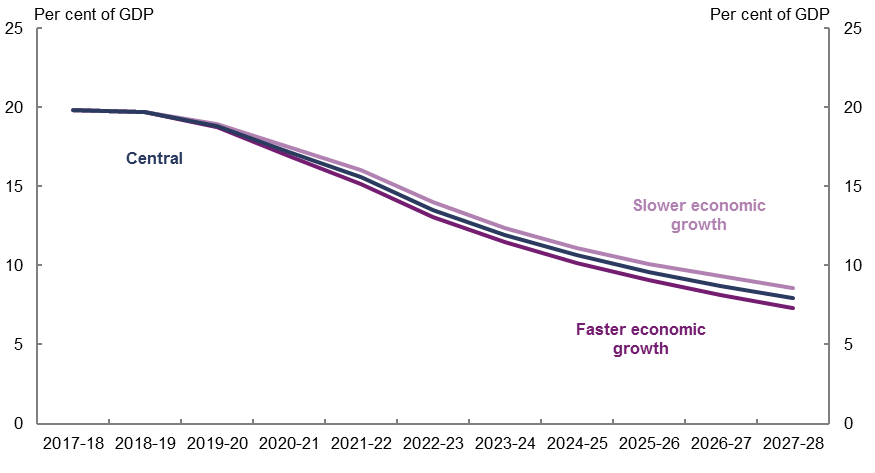 Per cent of GDP
Per cent of GDP
25
25
20
20
Central
15
15
Slower economic
growth
10
10
Faster economic
growth
5
5
0
0
2017-18 2018-19 2019-20 2020-21 2021-22 2022-23 2023-24 2024-25 2025-26 2026-27 2027-28